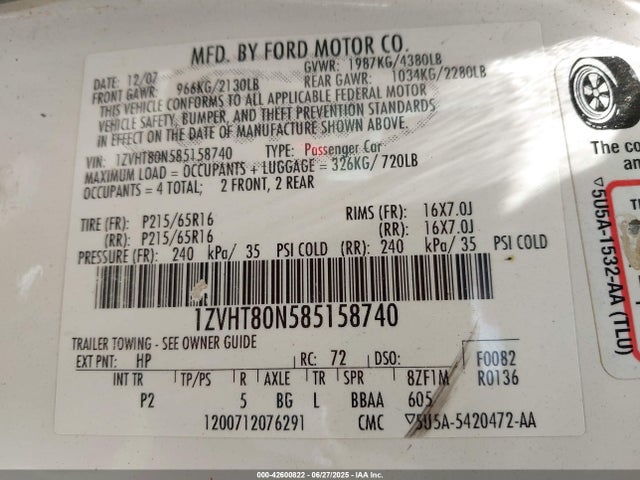 MFD. BY FORD MOTOR CO.
DATE: 12/07 GVWR: 1987KG/4380LB
FRONT GAWR: 966KG/2130LB REAR GAWR: 1034KG/2280LB
THIS VEHICLE CONFORMS TO ALL APPLICABLE FEDERAL MOTOR
VEHICLE SAFETY, BUMPER, AND THEFT PREVENTION STANDARDS
IN EFFECT ON THE DATE OF MANUFACTURE SHOWN ABOVE.
VIN: 1ZVHT80N585158740 TYPE: Passenger Car
MAXIMUM LOAD = OCCUPANTS + LUGGAGE = 326KG/720LB
OCCUPANTS = 4 TOTAL; 2 FRONT, 2 REAR
TIRE (FR): P215/65R16 RIMS (FR): 16X7.0J
(RR): P215/65R16 (RR): 16X7.0J
PRESSURE (FR): 240 kPa/ 35 PSI COLD (RR): 240 kPa/ 35 PSI COLD
1ZVHT80N585158740
TRAILER TOWING - SEE OWNER GUIDE
EXT PNT: HP RC: 72 DSO: F0082
INT TR TP/PS R AXLE TR SPR 8ZF1M R0136
P2 5 BG L BBAA 605
1200712076291 CMC ▽5U5A-5420472-AA
The co
an
▽5U5A-1532-AA (TLU)
000-42600822 | 06/27/2025 | IAA Inc.